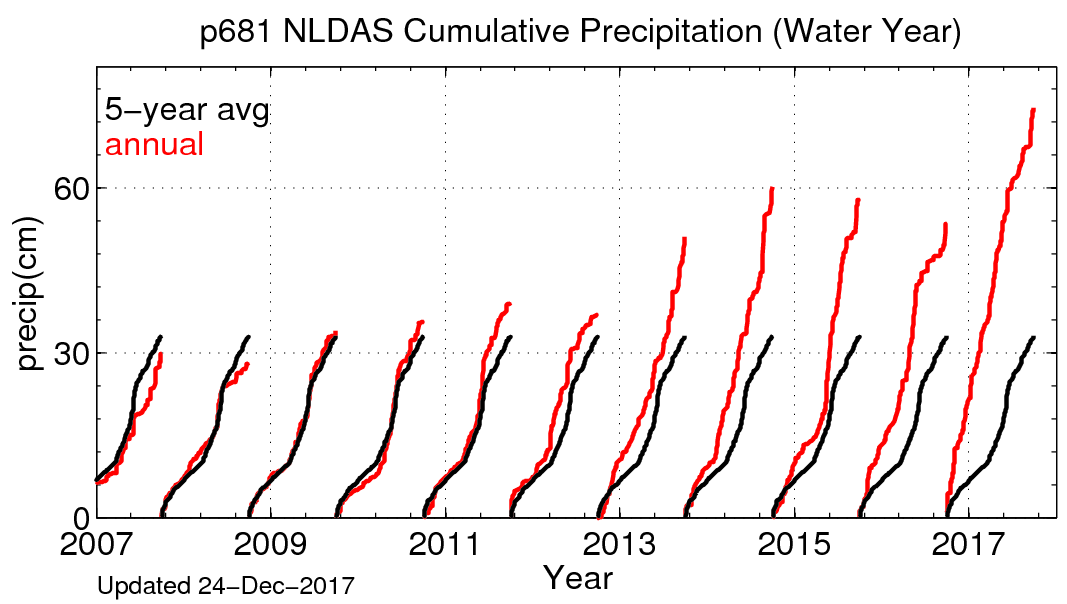 p681 NLDAS Cumulative Precipitation (Water Year)
5−year avg
annual
precip(cm)
60
30
0
2007 2009 2011 2013 2015 2017
Year
Updated 24−Dec−2017